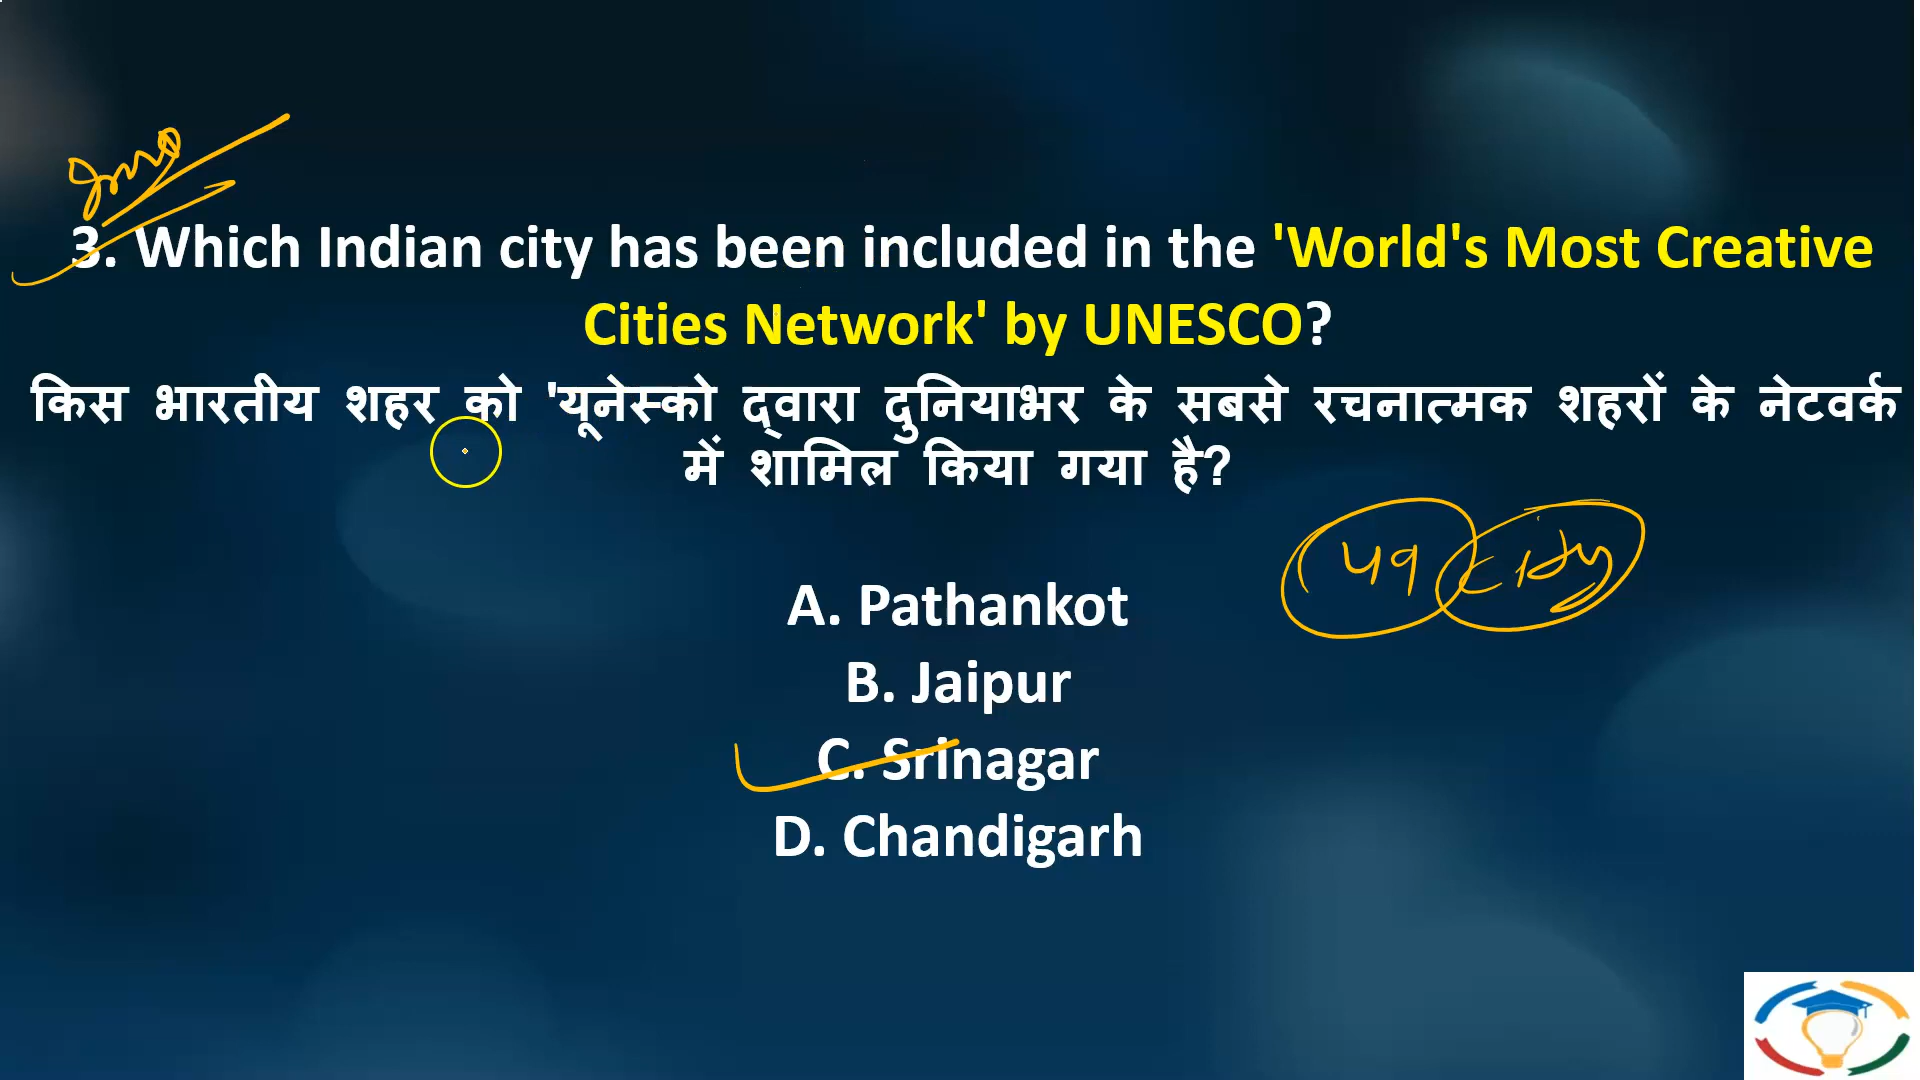 Imp
3. Which Indian city has been included in the 'World's Most Creative
Cities Network' by UNESCO?
किस भारतीय शहर को 'यूनेस्को द्वारा दुनियाभर के सबसे रचनात्मक शहरों के नेटवर्क
में शामिल किया गया है?
49 city
A. Pathankot
B. Jaipur
C. Srinagar
D. Chandigarh